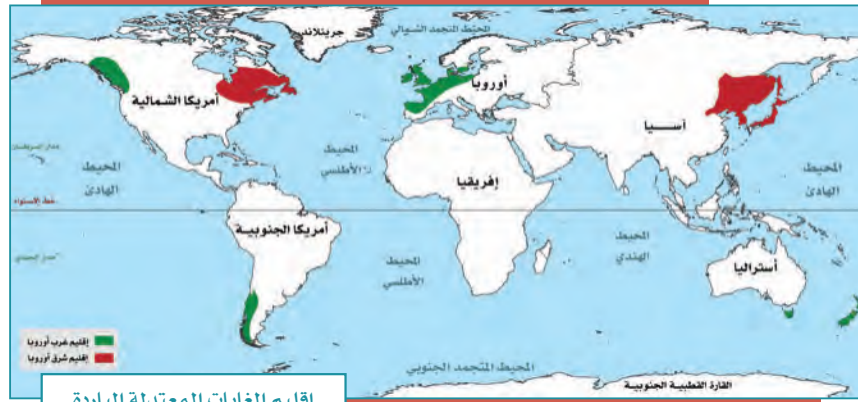 المحيط المتجمد الشمالي
جرينلاند
أمريكا الشمالية
أوروبا
آسيا
المحيط
الهادئ
المحيط
الأطلسي
إفريقيا
المحيط
الهادئ
خط الاستواء
أمريكا الجنوبية
المحيط
الأطلسي
المحيط
الهندي
أستراليا
إقليم غرب أوروبا
إقليم شرق أوروبا
المحيط المتجمد الجنوبي
القارة القطبية الجنوبية
إقليم الغابات المعتدلة الباردة